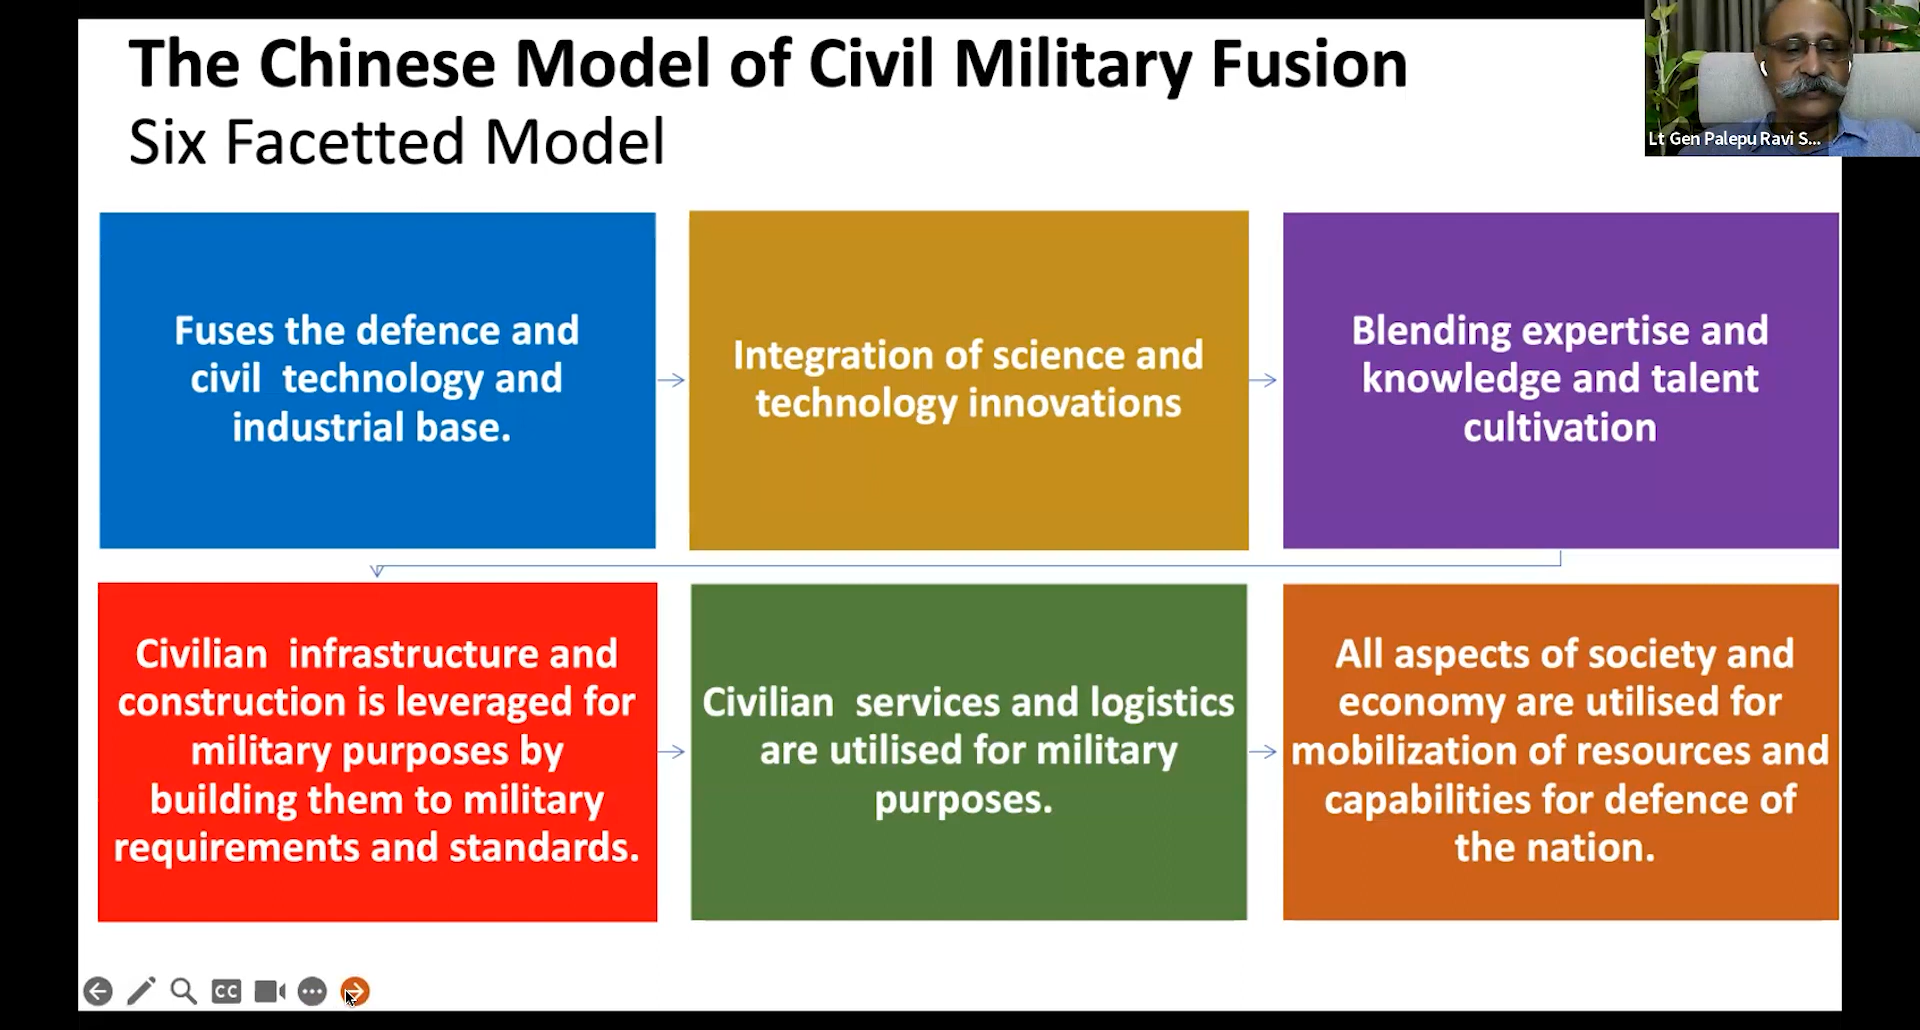 The Chinese Model of Civil Military Fusion
Six Facetted Model
Lt Gen Palepu Ravi S...
Fuses the defence and
civil technology and
industrial base.
Integration of science and
technology innovations
Blending expertise and
knowledge and talent
cultivation
Civilian infrastructure and
construction is leveraged for
military purposes by
building them to military
requirements and standards.
Civilian services and logistics
are utilised for military
purposes.
All aspects of society and
economy are utilised for
mobilization of resources and
capabilities for defence of
the nation.
CC